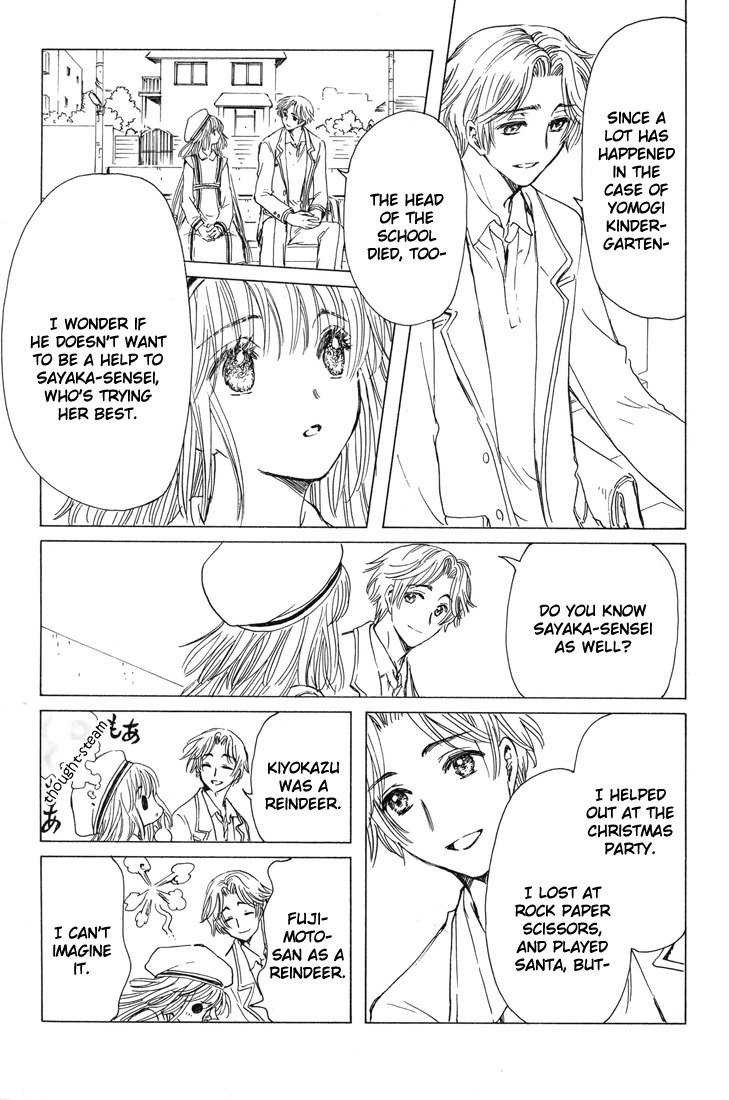 SINCE A
LOT HAS
HAPPENED
IN THE
CASE OF
YOMOGI
KINDER-
GARTEN-
THE HEAD
OF THE
SCHOOL
DIED, TOO-
I WONDER IF
HE DOESN'T WANT
TO BE A HELP TO
SAYAKA-SENSEI,
WHO'S TRYING
HER BEST.
DO YOU KNOW
SAYAKA-SENSEI
AS WELL?
I HELPED
OUT AT THE
CHRISTMAS
PARTY.
I LOST AT
ROCK PAPER
SCISSORS,
AND PLAYED
SANTA, BUT-
KIYOKAZU
WAS A
REINDEER.
もあ
thought-steam
あ
FUJI-
MOTO-
SAN AS A
REINDEER.
I CAN'T
IMAGINE
IT.